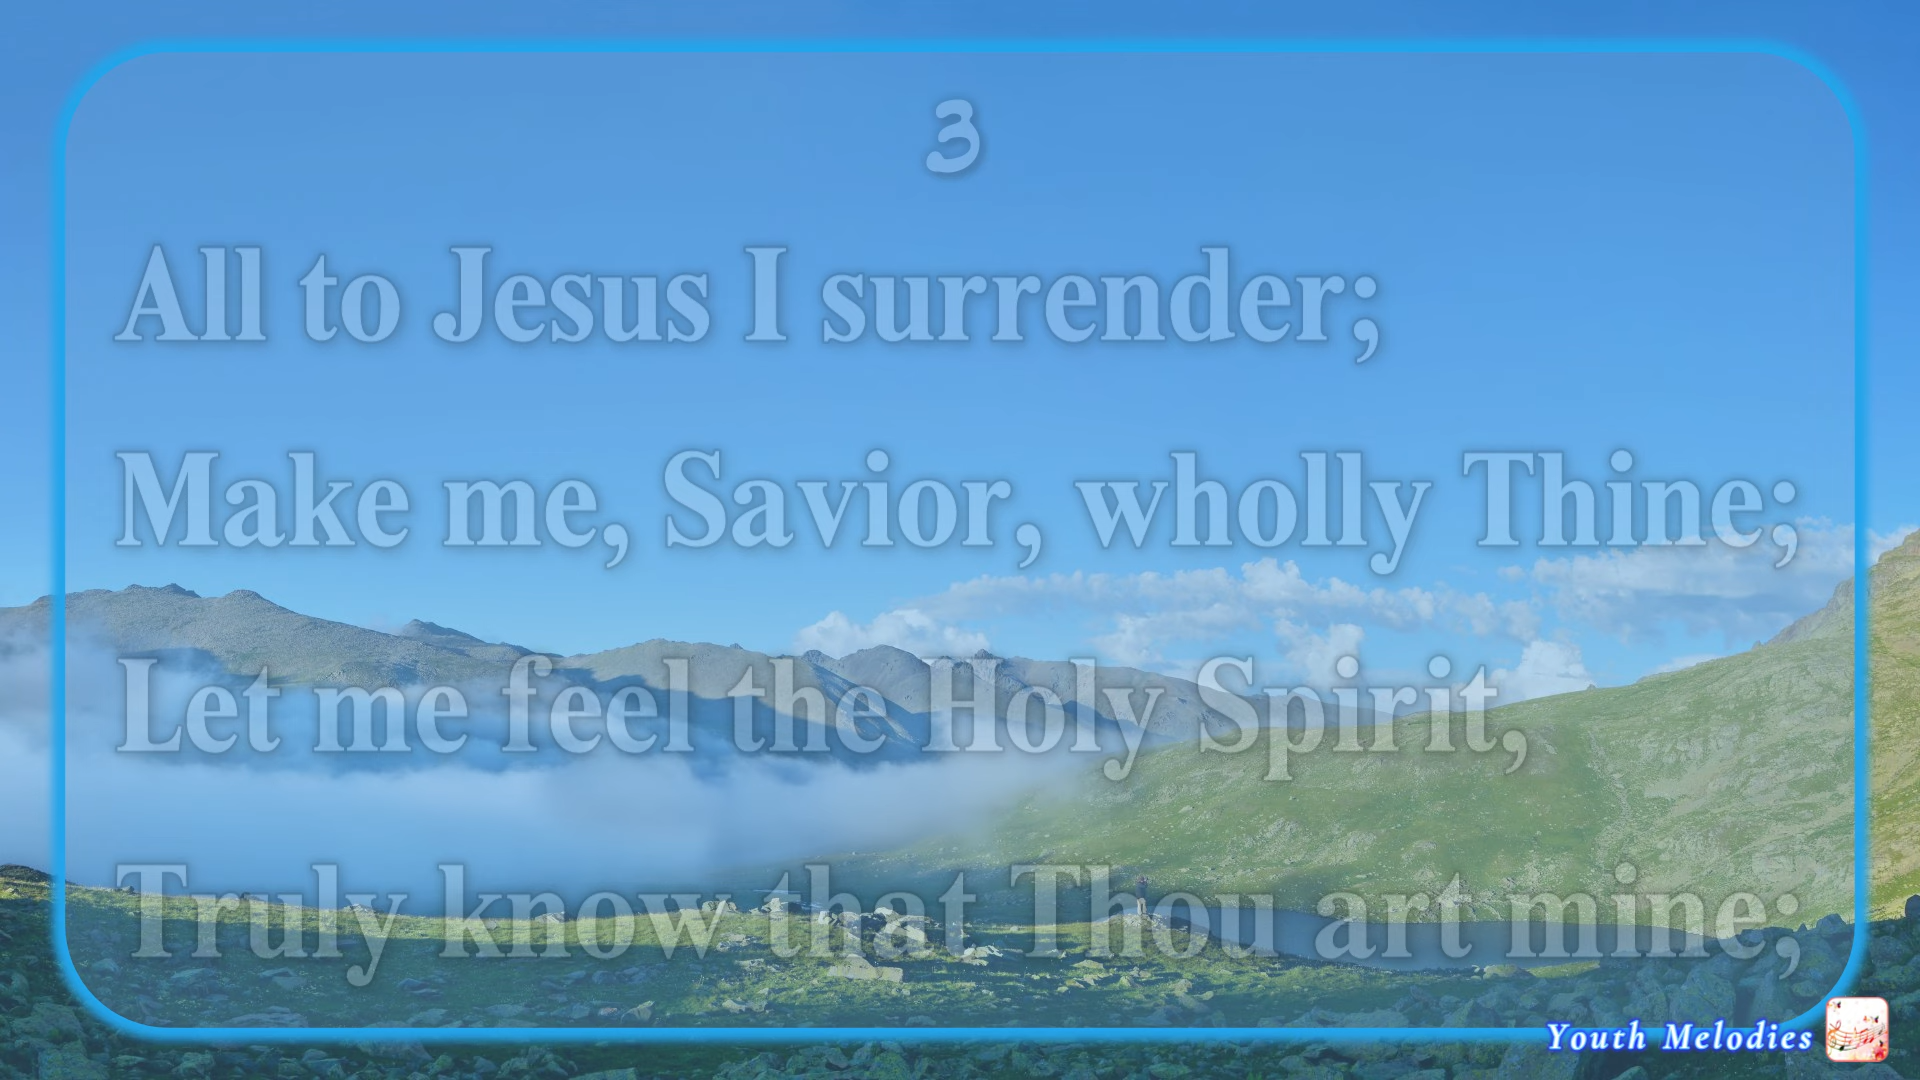 3
All to Jesus I surrender;
Make me, Savior, wholly Thine;
Let me feel the Holy Spirit,
Truly know that Thou art mine;
Youth Melodies